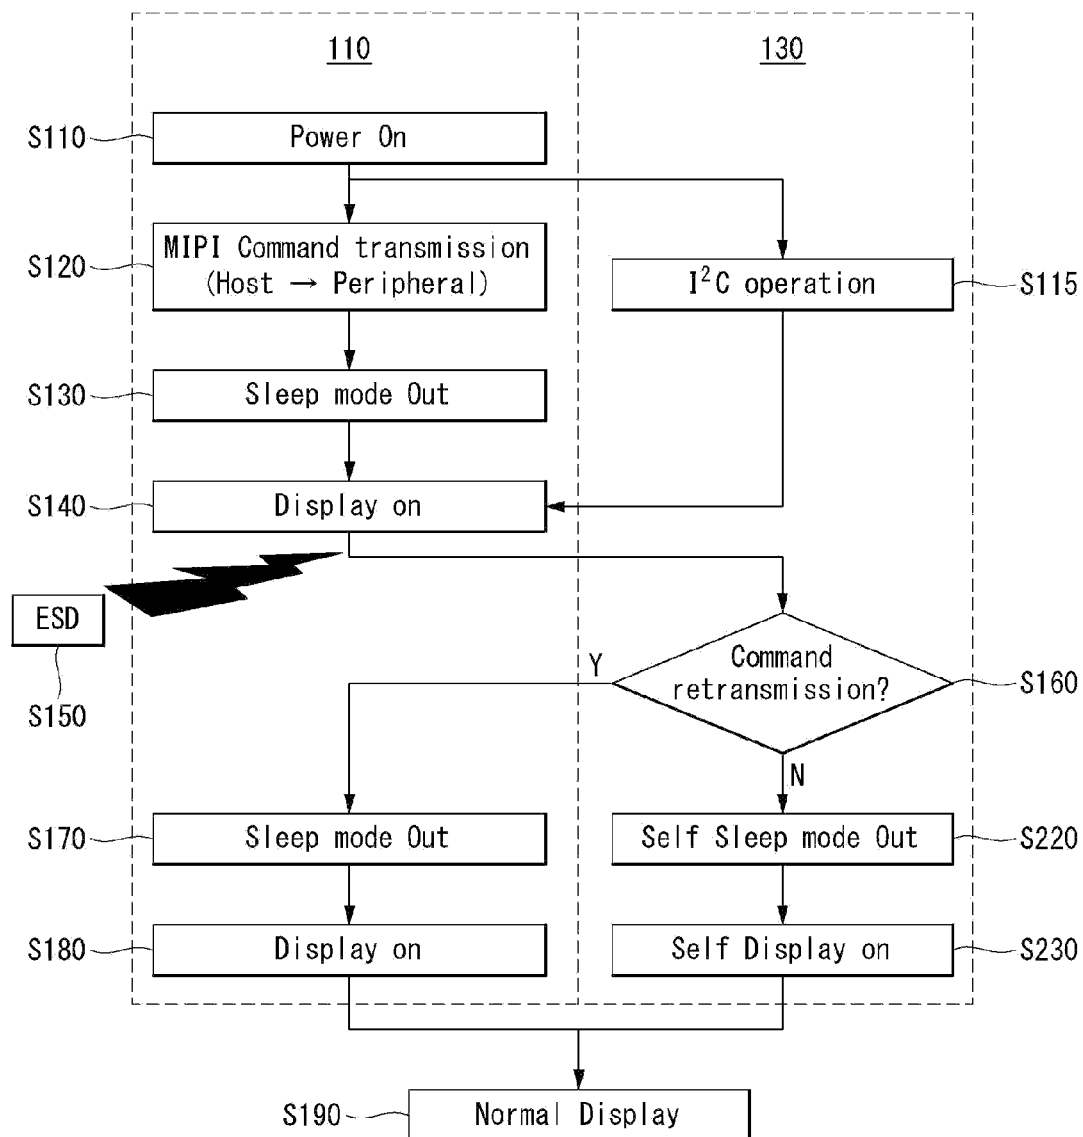 110
130
S110
Power On
S120
MIPI Command transmission
(Host → Peripheral)
I²C operation
S115
S130
Sleep mode Out
S140
Display on
ESD
S150
Command
retransmission?
S160
Y
N
S170
Sleep mode Out
Self Sleep mode Out
S220
S180
Display on
Self Display on
S230
S190
Normal Display